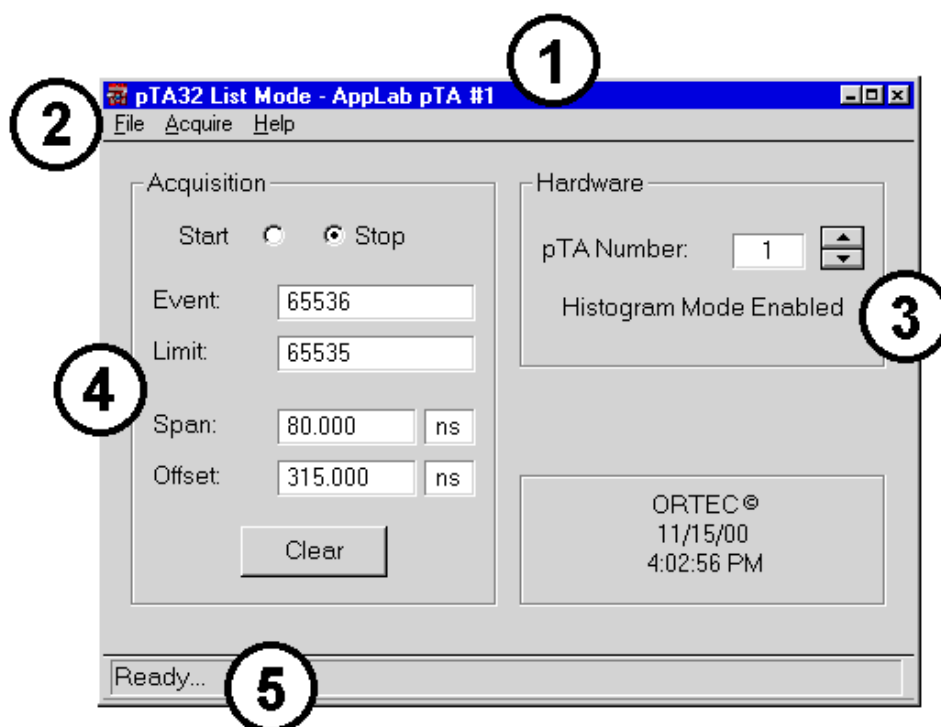 1
pTA32 List Mode - AppLab pTA #1
2
File Acquire Help
Acquisition
Start Stop
Event: 65536
Limit: 65535
4
Span: 80.000 ns
Offset: 315.000 ns
Clear
Hardware
pTA Number: 1
Histogram Mode Enabled
3
ORTEC©
11/15/00
4:02:56 PM
Ready...
5